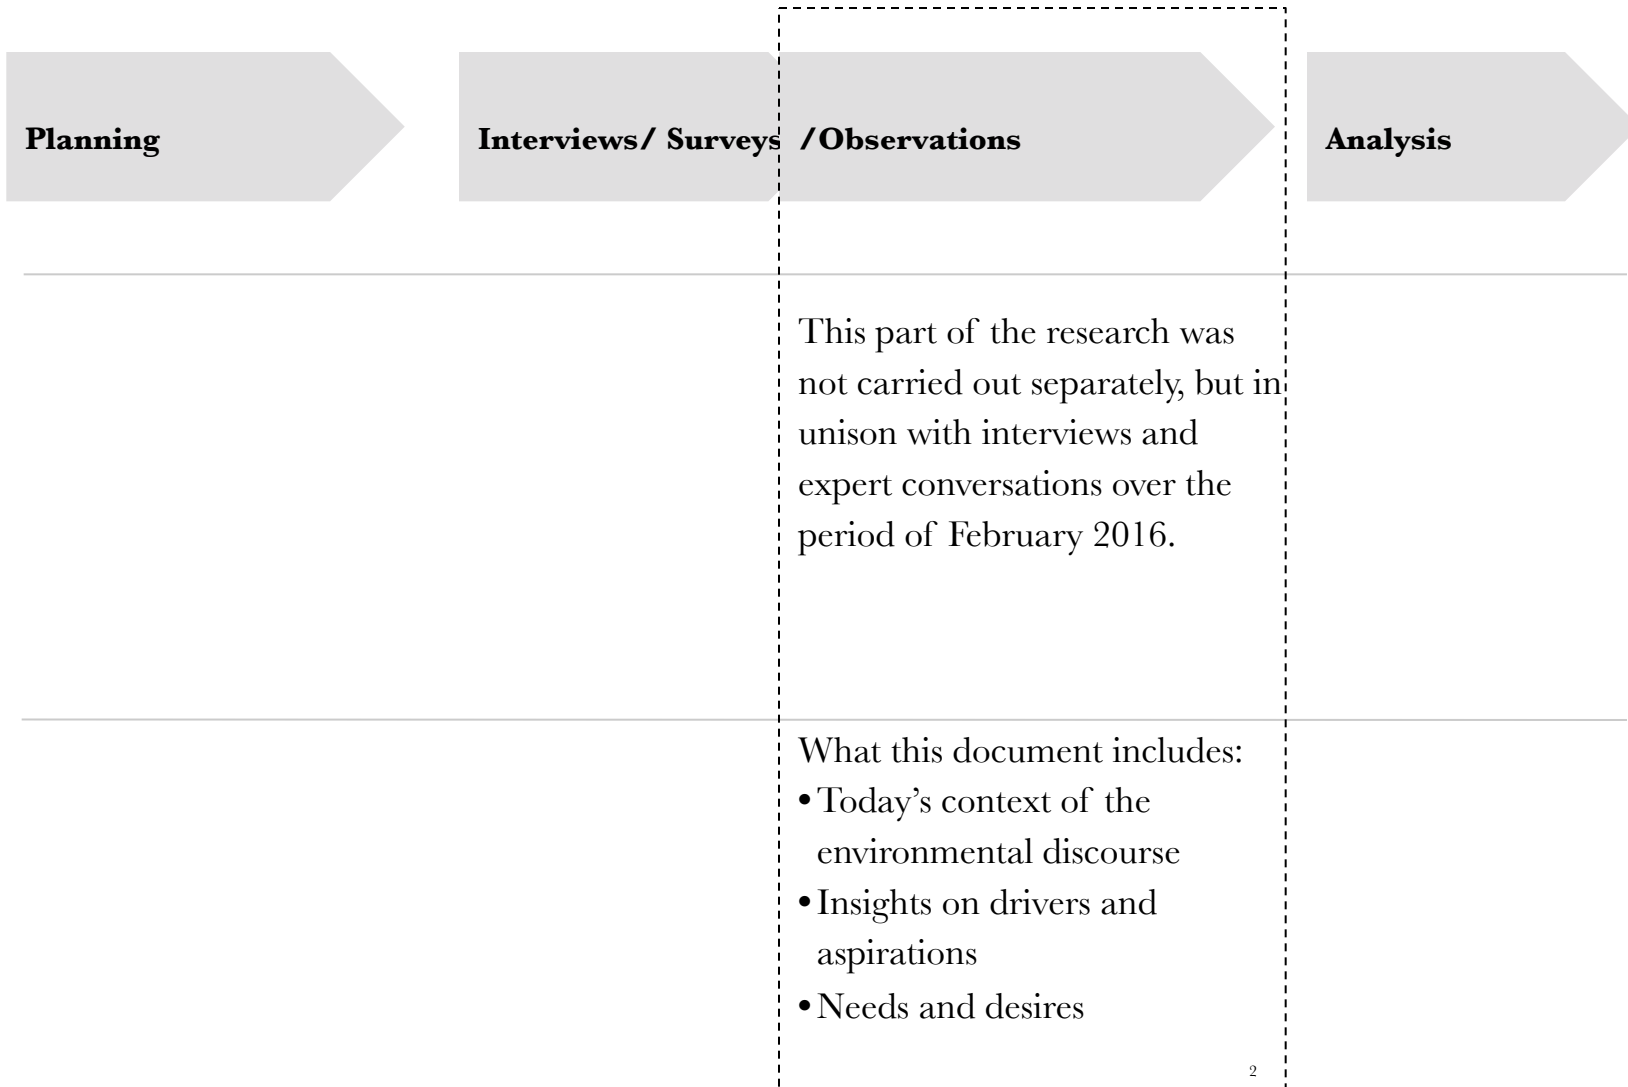 Planning
Interviews/ Surveys /Observations
Analysis
This part of the research was
not carried out separately, but in
unison with interviews and
expert conversations over the
period of February 2016.
What this document includes:
• Today’s context of the
environmental discourse
• Insights on drivers and
aspirations
• Needs and desires
2